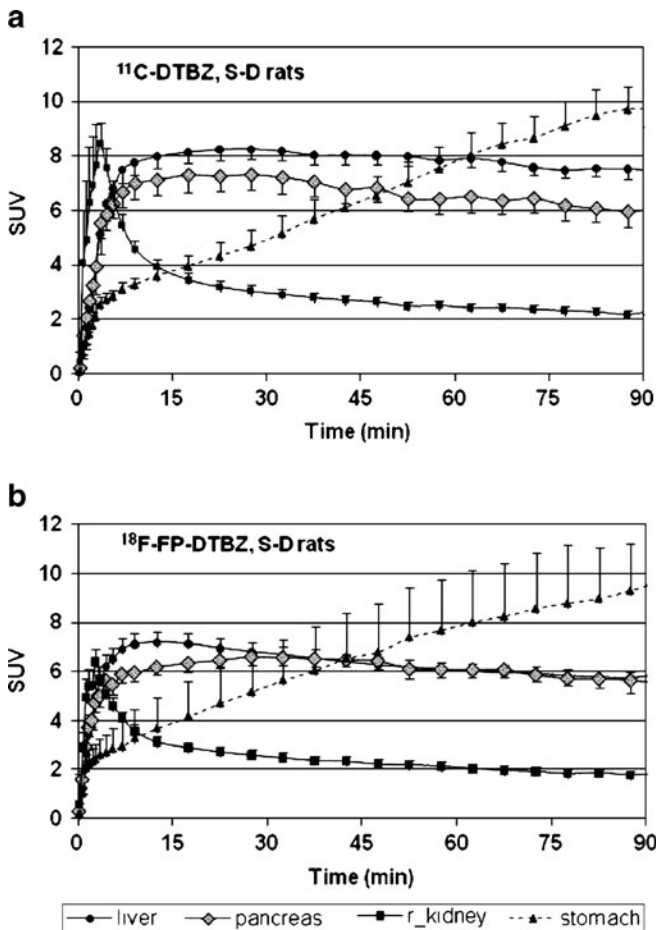 a
¹¹C-DTBZ, S-D rats
SUV
12
10
8
6
4
2
0
0 15 30 45 60 75 90
Time (min)
b
¹⁸F-FP-DTBZ, S-D rats
SUV
12
10
8
6
4
2
0
0 15 30 45 60 75 90
Time (min)
liver pancreas r_kidney stomach